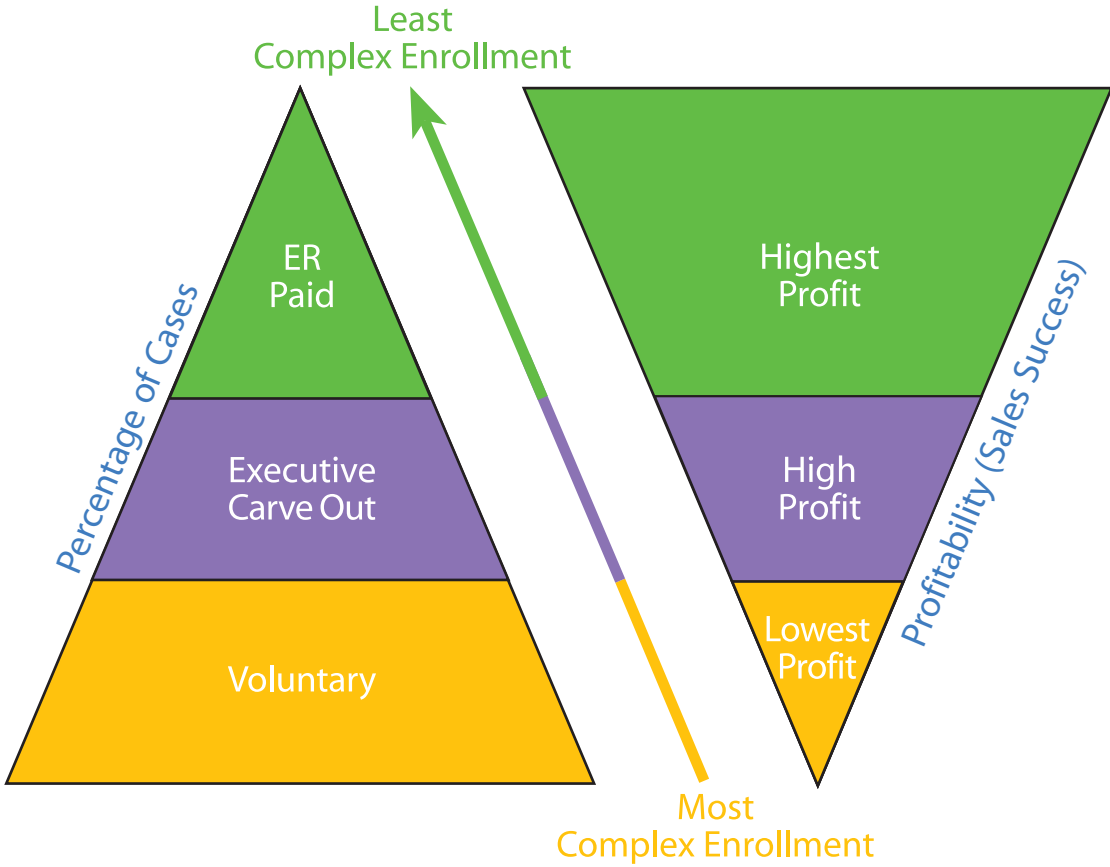 Least
Complex Enrollment
Percentage of Cases
ER
Paid
Executive
Carve Out
Voluntary
Highest
Profit
High
Profit
Lowest
Profit
Profitability (Sales Success)
Most
Complex Enrollment